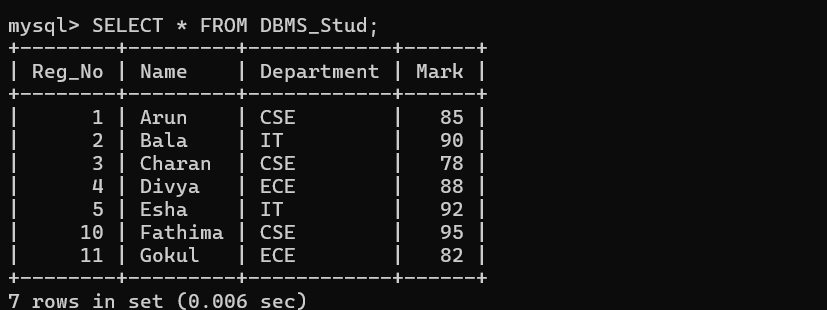 mysql> SELECT * FROM DBMS_Stud;
+--------+---------+------------+------+
| Reg_No | Name    | Department | Mark |
+--------+---------+------------+------+
|      1 | Arun    | CSE        |   85 |
|      2 | Bala    | IT         |   90 |
|      3 | Charan  | CSE        |   78 |
|      4 | Divya   | ECE        |   88 |
|      5 | Esha    | IT         |   92 |
|     10 | Fathima | CSE        |   95 |
|     11 | Gokul   | ECE        |   82 |
+--------+---------+------------+------+
7 rows in set (0.006 sec)